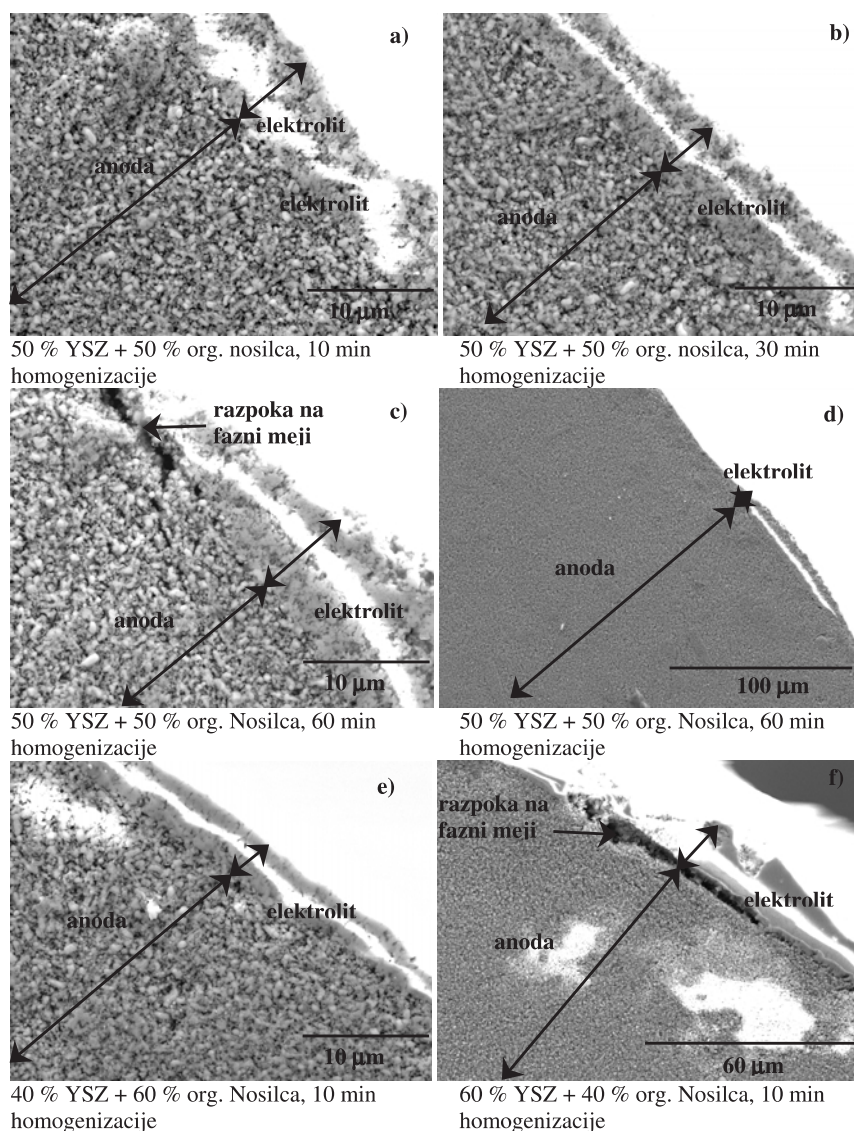 a)
elektrolit
anoda
elektrolit
10 µm
50 % YSZ + 50 % org. nosilca, 10 min
homogenizacije
b)
elektrolit
anoda
10 µm
50 % YSZ + 50 % org. nosilca, 30 min
homogenizacije
c)
razpoka na
fazni meji
anoda
elektrolit
10 µm
50 % YSZ + 50 % org. Nosilca, 60 min
homogenizacije
d)
elektrolit
anoda
100 µm
50 % YSZ + 50 % org. Nosilca, 60 min
homogenizacije
e)
anoda
elektrolit
10 µm
40 % YSZ + 60 % org. Nosilca, 10 min
homogenizacije
f)
razpoka na
fazni meji
elektrolit
anoda
60 µm
60 % YSZ + 40 % org. Nosilca, 10 min
homogenizacije